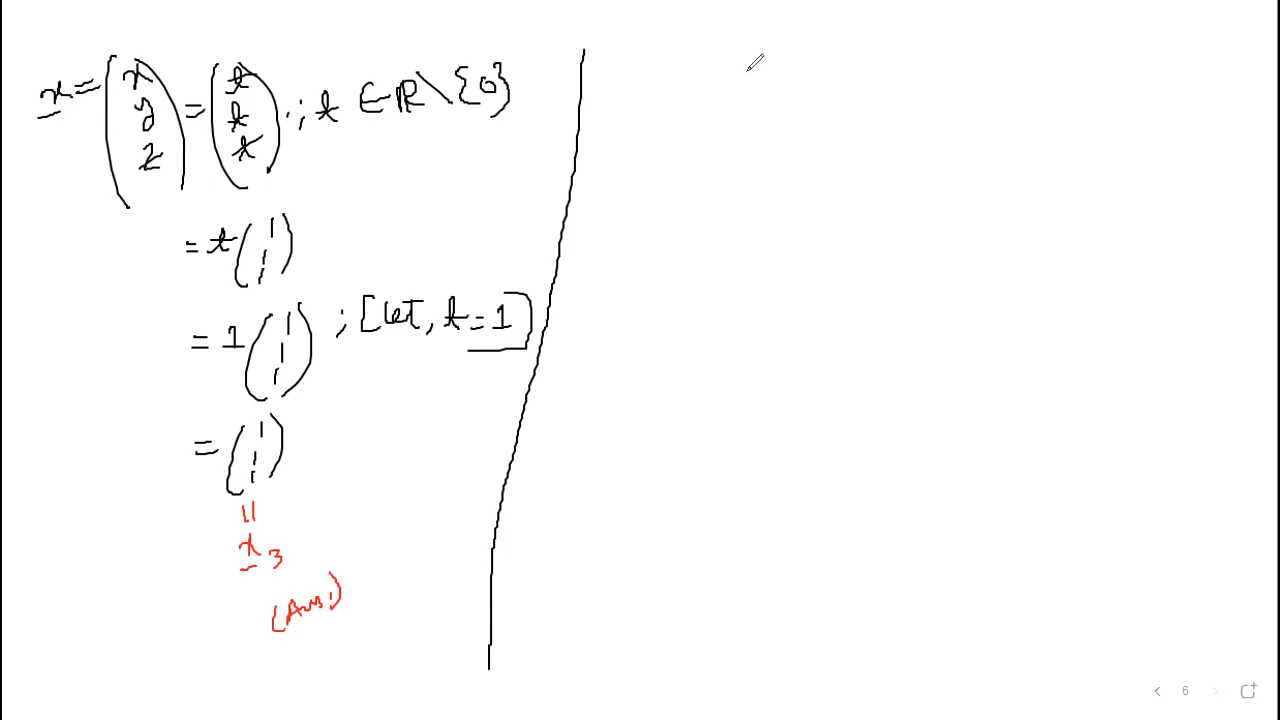 x = (x y z) = (t t t) ; t ∈ ℝ \ {0}
= t (1 1 1)
= 1 (1 1 1) ; [let, t = 1]
= (1 1 1)
=
x3
(Ans.)
6